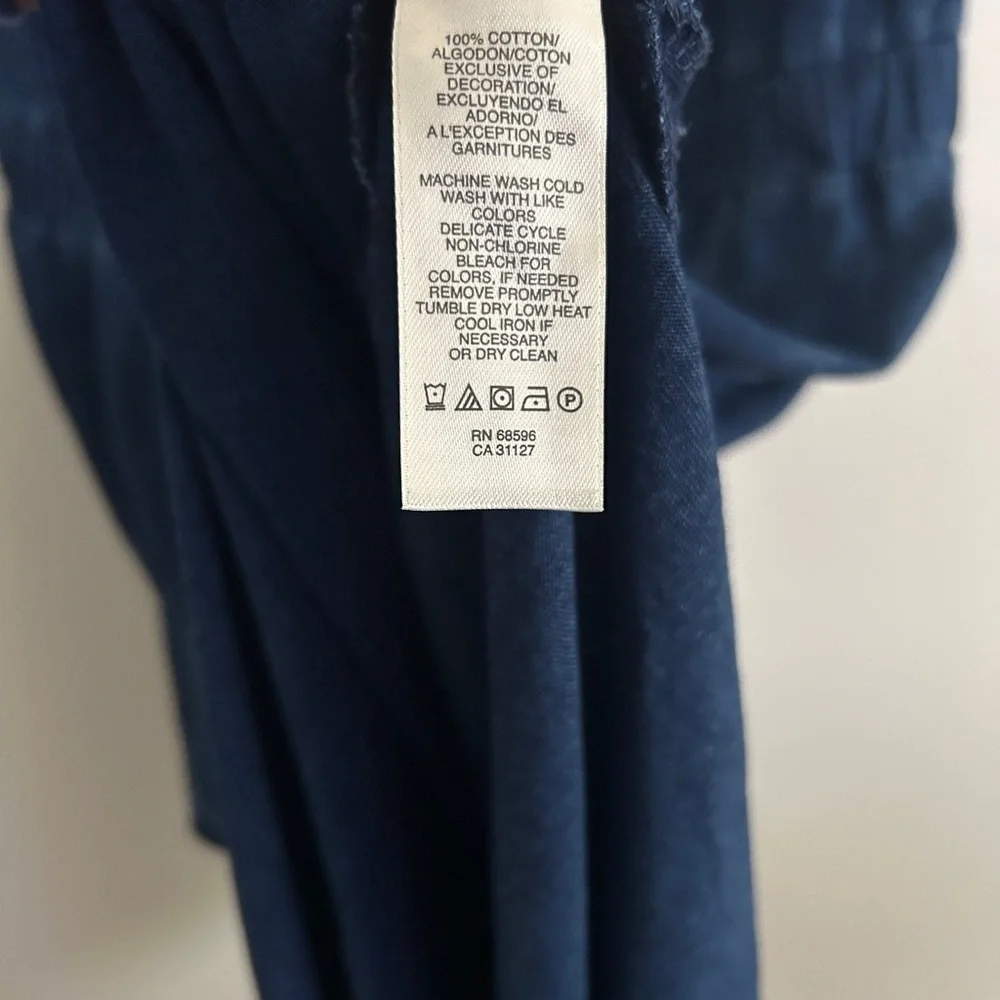 100% COTTON/
ALGODON/COTON
EXCLUSIVE OF
DECORATION/
EXCLUYENDO EL
ADORNO/
A L'EXCEPTION DES
GARNITURES
MACHINE WASH COLD
WASH WITH LIKE
COLORS
DELICATE CYCLE
NON-CHLORINE
BLEACH FOR
COLORS, IF NEEDED
REMOVE PROMPTLY
TUMBLE DRY LOW HEAT
COOL IRON IF
NECESSARY
OR DRY CLEAN
P
RN 68596
CA 31127